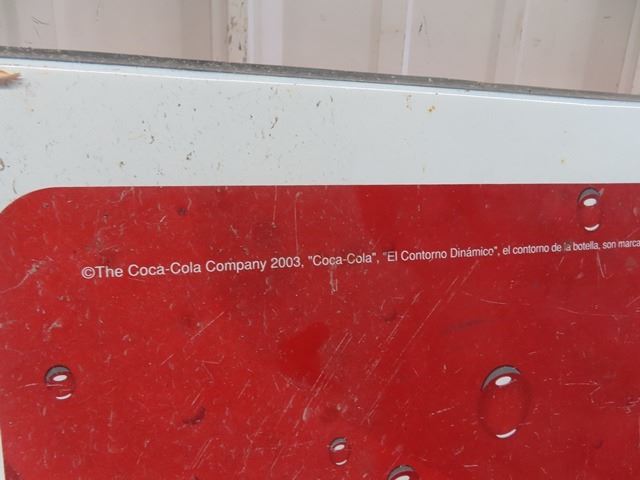 ©The Coca-Cola Company 2003, "Coca-Cola", "El Contorno Dinámico", el contorno de la botella, son marca